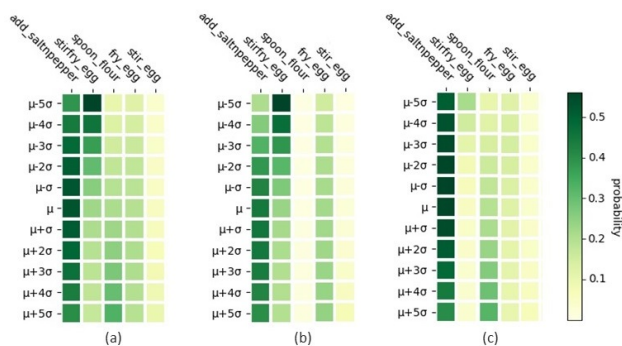 add_saltnpepper
stirfry_egg
spoon_flour
fry_egg
stir_egg
μ-5σ
μ-4σ
μ-3σ
μ-2σ
μ-σ
μ
μ+σ
μ+2σ
μ+3σ
μ+4σ
μ+5σ
(a)
add_saltnpepper
stirfry_egg
spoon_flour
fry_egg
stir_egg
μ-5σ
μ-4σ
μ-3σ
μ-2σ
μ-σ
μ
μ+σ
μ+2σ
μ+3σ
μ+4σ
μ+5σ
(b)
add_saltnpepper
stirfry_egg
spoon_flour
fry_egg
stir_egg
μ-5σ
μ-4σ
μ-3σ
μ-2σ
μ-σ
μ
μ+σ
μ+2σ
μ+3σ
μ+4σ
μ+5σ
(c)
0.5
0.4
0.3
0.2
0.1
probability